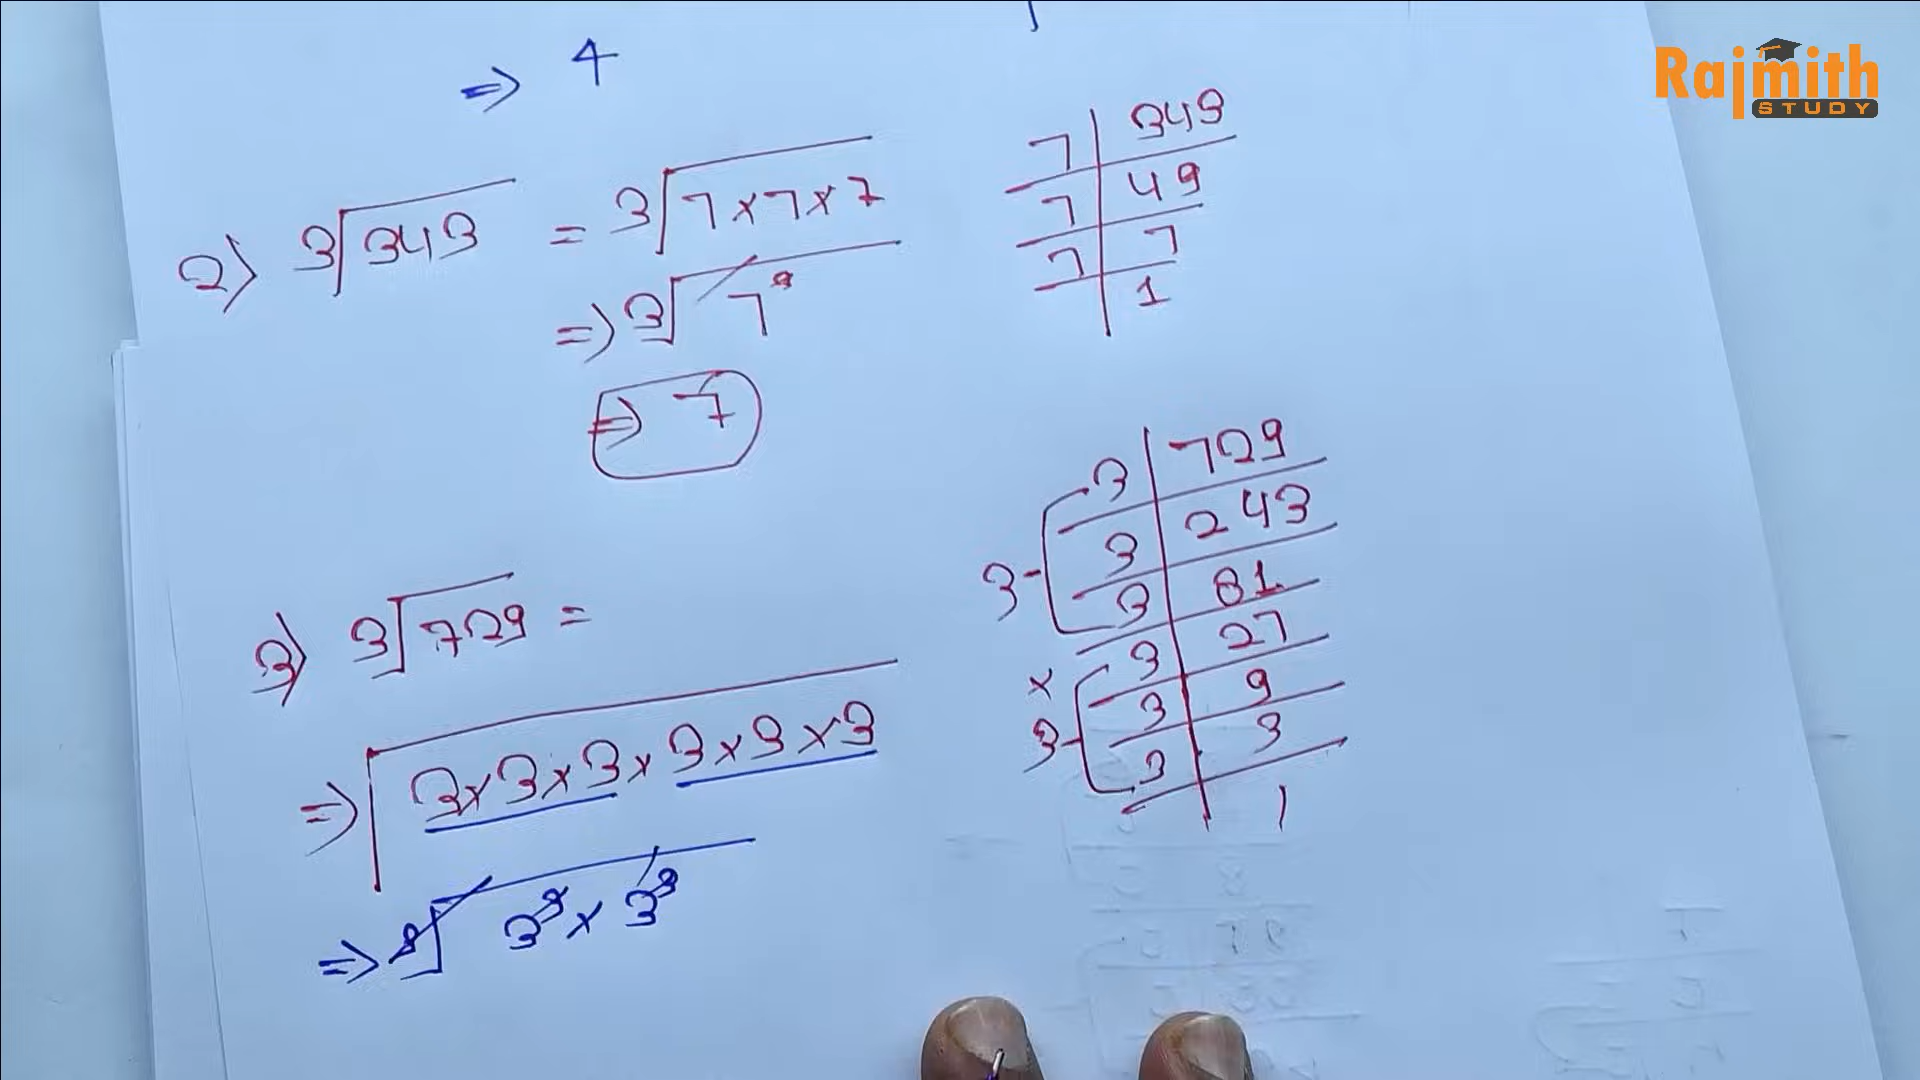 Rajmith
STUDY
⇒ 4
2) ∛343 = ∛7×7×7
⇒ ∛7³
⇒ 7
7 | 343
7 | 49
7 | 7
1
3) ∛729 =
⇒ √3×3×3×3×3×3
⇒ ∛3³×3³
3 | 729
3 | 243
3 - 3 | 81
3 | 27
×
3 | 9
3 - 3 | 3
1